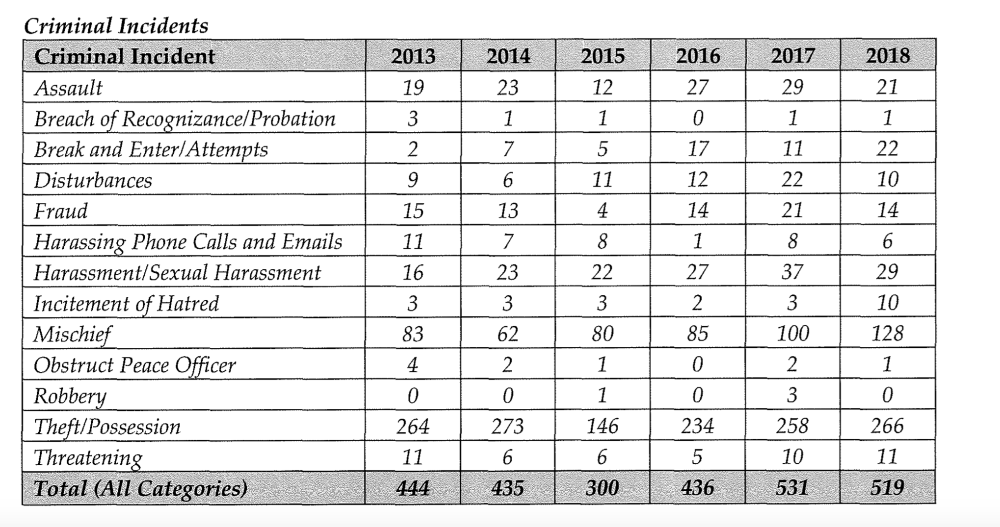 Criminal Incidents
Criminal Incident 2013 2014 2015 2016 2017 2018
Assault 19 23 12 27 29 21
Breach of Recognizance/Probation 3 1 1 0 1 1
Break and Enter/Attempts 2 7 5 17 11 22
Disturbances 9 6 11 12 22 10
Fraud 15 13 4 14 21 14
Harassing Phone Calls and Emails 11 7 8 1 8 6
Harassment/Sexual Harassment 16 23 22 27 37 29
Incitement of Hatred 3 3 3 2 3 10
Mischief 83 62 80 85 100 128
Obstruct Peace Officer 4 2 1 0 2 1
Robbery 0 0 1 0 3 0
Theft/Possession 264 273 146 234 258 266
Threatening 11 6 6 5 10 11
Total (All Categories) 444 435 300 436 531 519